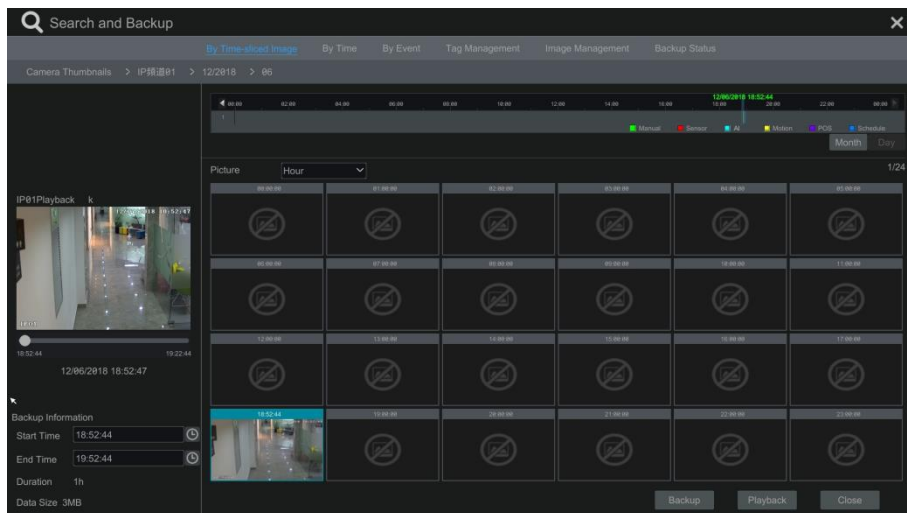 Search and Backup
By Time-sliced Image By Time By Event Tag Management Image Management Backup Status
Camera Thumbnails > IP頻道01 > 12/2018 > 06
12/06/2018 18:52:44
00:00 02:00 04:00 06:00 08:00 10:00 12:00 14:00 16:00 18:00 20:00 22:00 00:00
1
Manual Sensor AI Motion POS Schedule
Month Day
Picture Hour 1/24
00:00:00 01:00:00 02:00:00 03:00:00 04:00:00 05:00:00
IP01Playback k
12/06/2018 18:52:47
06:00:00 07:00:00 08:00:00 09:00:00 10:00:00 11:00:00
12:00:00 13:00:00 14:00:00 15:00:00 16:00:00 17:00:00
18:52:44 19:22:44
12/06/2018 18:52:47
18:52:44 19:00:00 20:00:00 21:00:00 22:00:00 23:00:00
Backup Information
Start Time 18:52:44
End Time 19:52:44
Duration 1h
Data Size 3MB
Backup Playback Close